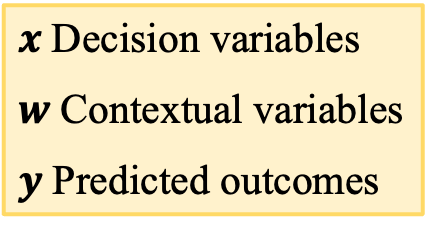 x Decision variables
w Contextual variables
y Predicted outcomes